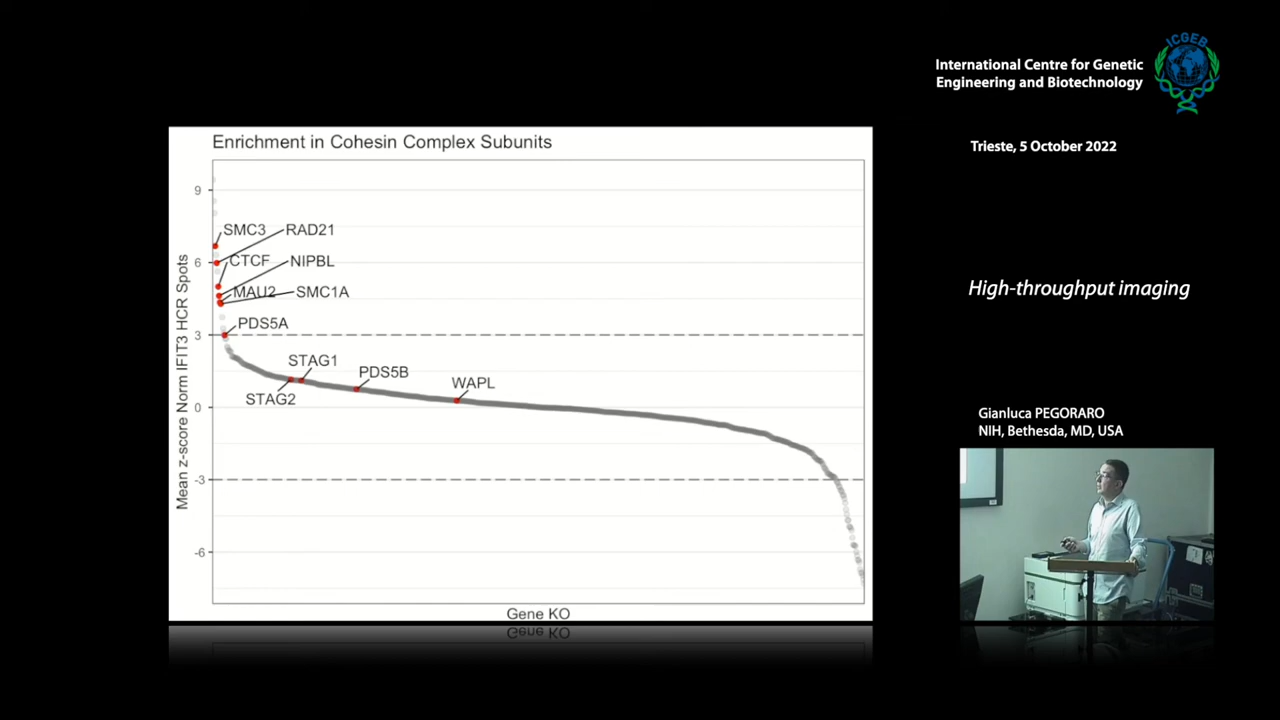 ICGEB
International Centre for Genetic
Engineering and Biotechnology
Trieste, 5 October 2022
Enrichment in Cohesin Complex Subunits
9
SMC3
RAD21
6
CTCF
NIPBL
MAU2
SMC1A
PDS5A
3
STAG1
PDS5B
WAPL
STAG2
0
-3
-6
Mean z-score Norm IFIT3 HCR Spots
Gene KO
High-throughput imaging
Gianluca PEGORARO
NIH, Bethesda, MD, USA